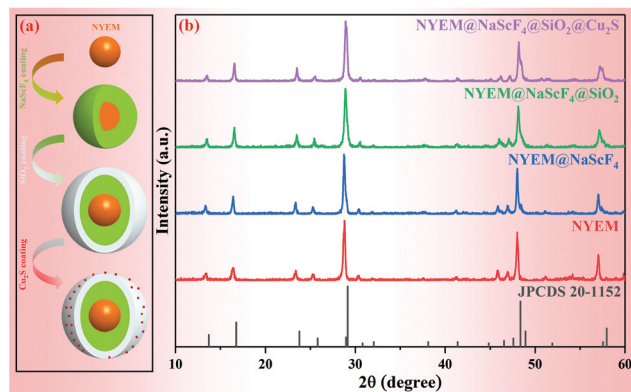 (a)
NYEM
NaScF₄ coating
SiO₂ coating
Cu₂S coating
(b)
NYEM@NaScF₄@SiO₂@Cu₂S
NYEM@NaScF₄@SiO₂
NYEM@NaScF₄
NYEM
JPCDS 20-1152
Intensity (a.u.)
10 20 30 40 50 60
2θ (degree)